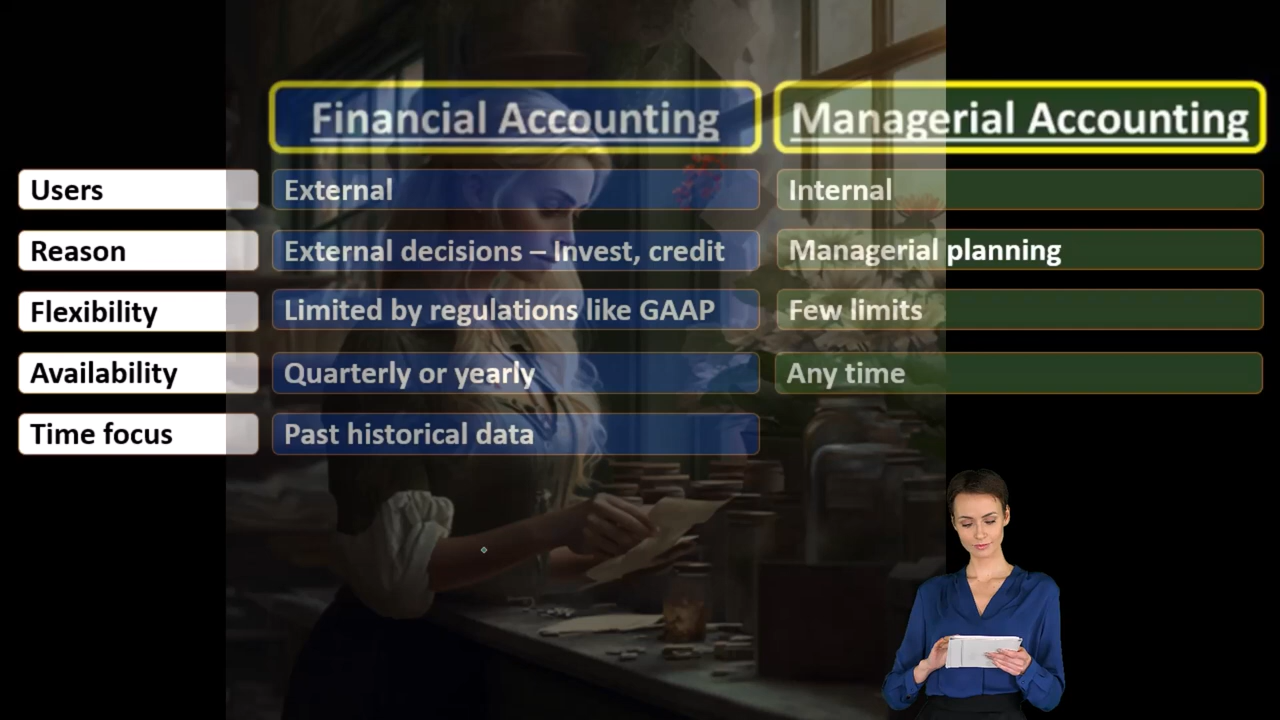 Financial Accounting Managerial Accounting
Users External Internal
Reason External decisions – Invest, credit Managerial planning
Flexibility Limited by regulations like GAAP Few limits
Availability Quarterly or yearly Any time
Time focus Past historical data